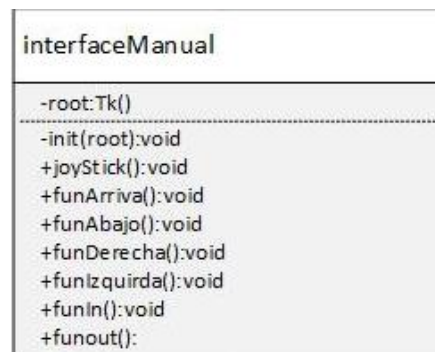 interfaceManual
-root:Tk()
-init(root):void
+joyStick():void
+funArriva():void
+funAbajo():void
+funDerecha():void
+funIzquirda():void
+funIn():void
+funout():